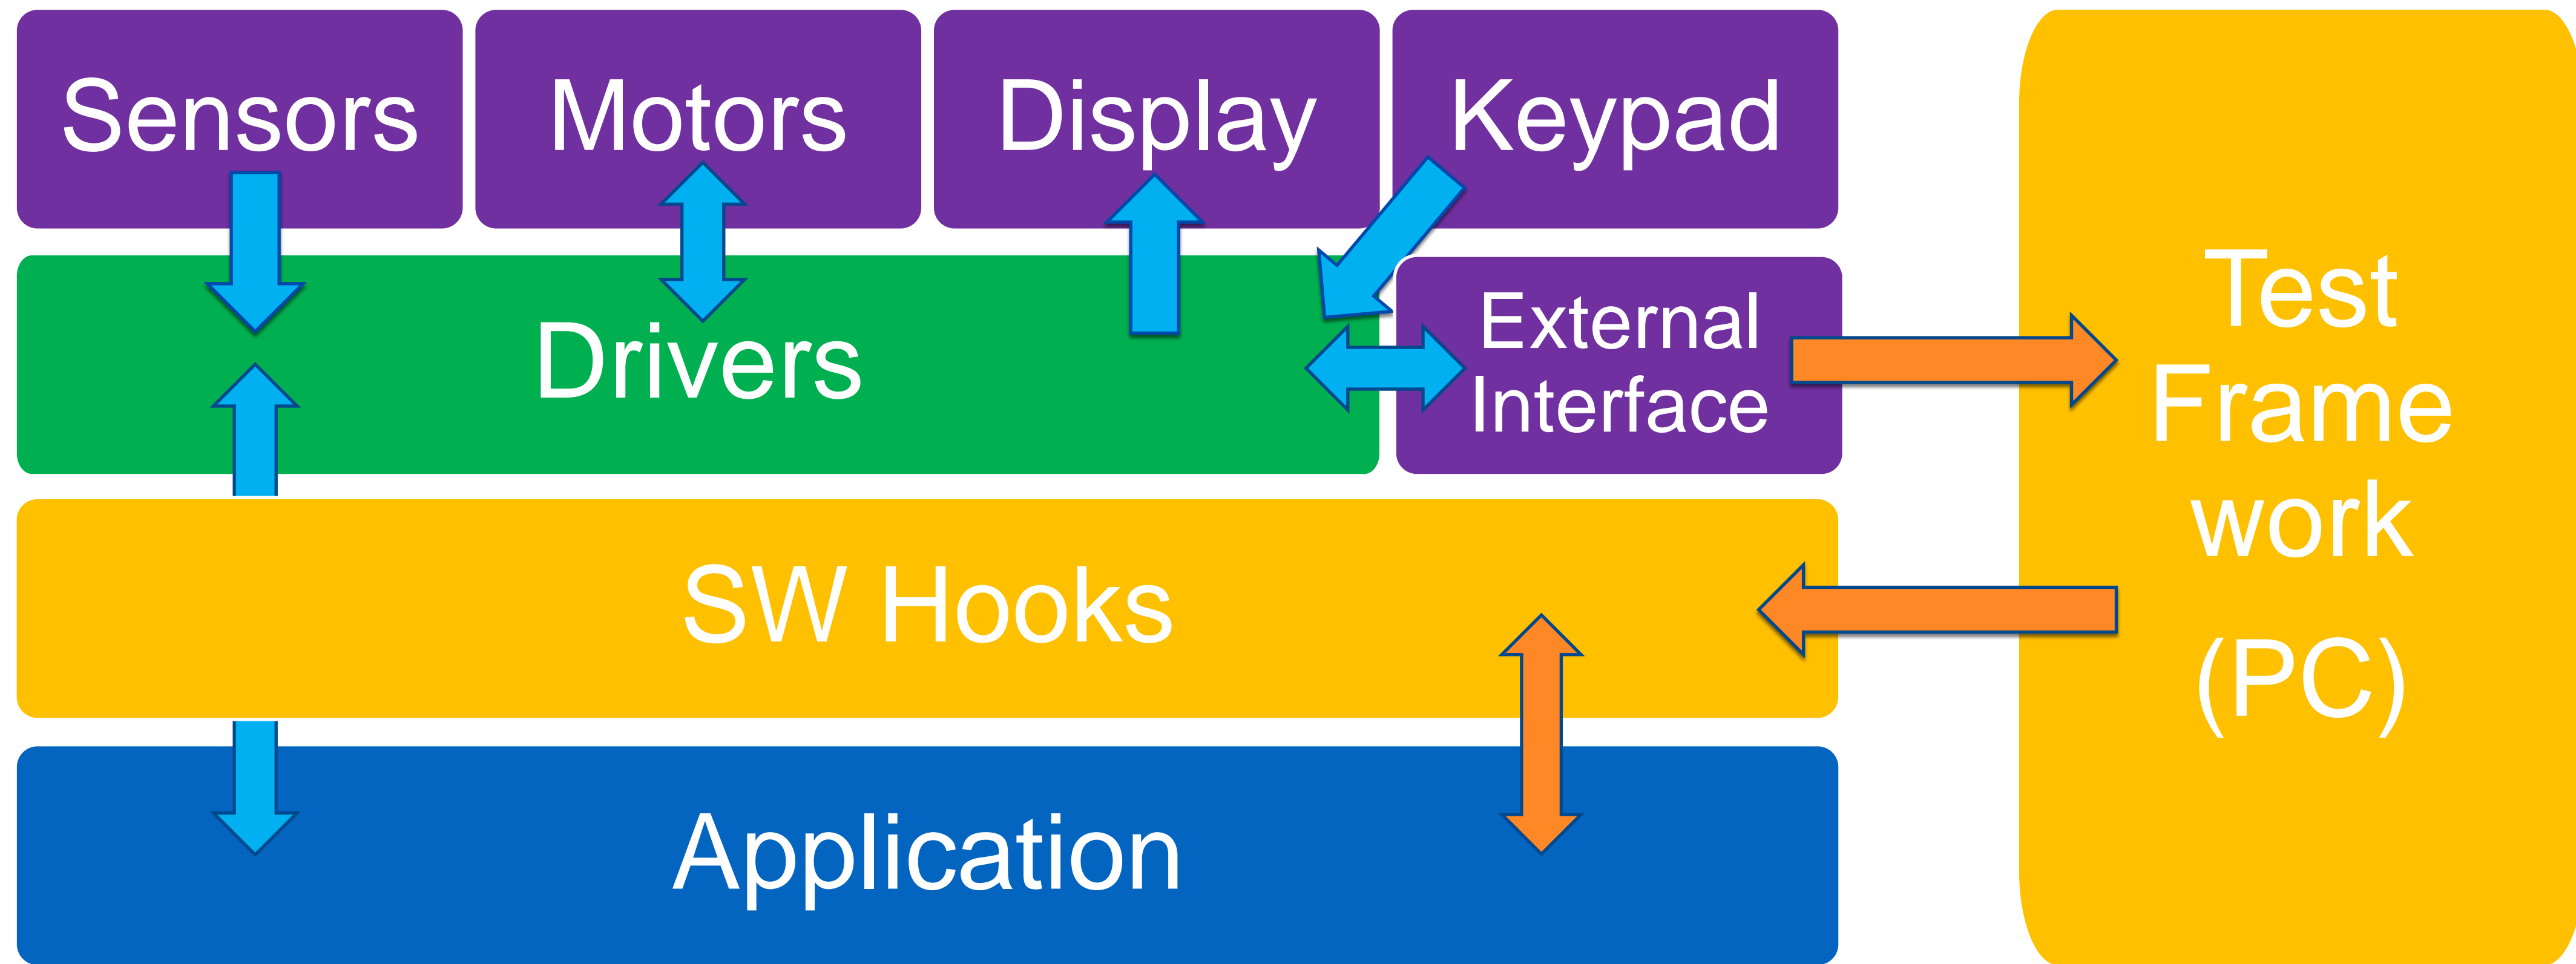 Sensors
Motors
Display
Keypad
Drivers
External
Interface
SW Hooks
Application
Test
Frame
work
(PC)